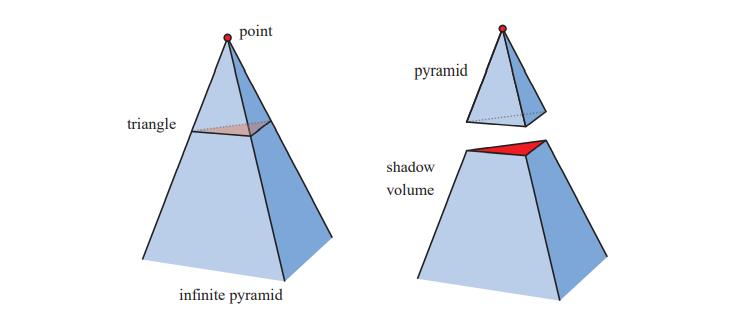 point
triangle
infinite pyramid
pyramid
shadow
volume